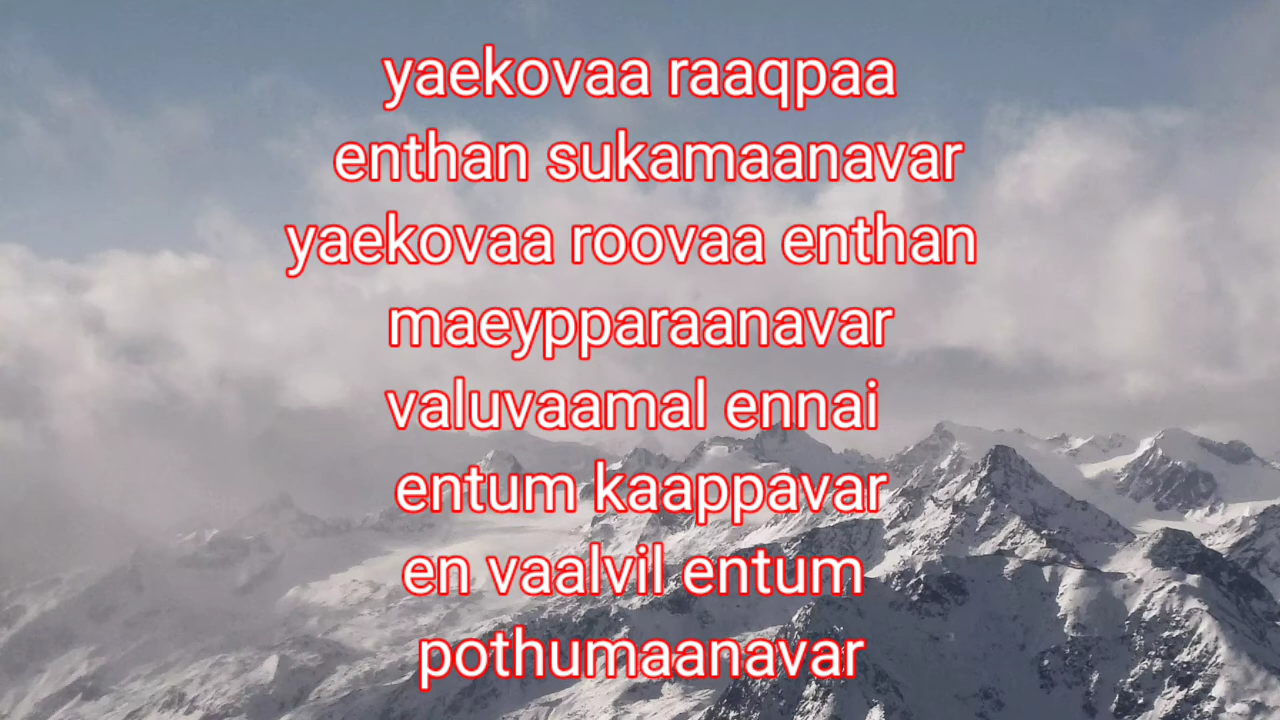 yaekovaa raaqpaa
enthan sukamaanavar
yaekovaa roovaa enthan
maeypparaanavar
valuvaamal ennai
entum kaappavar
en vaalvil entum
pothumaanavar